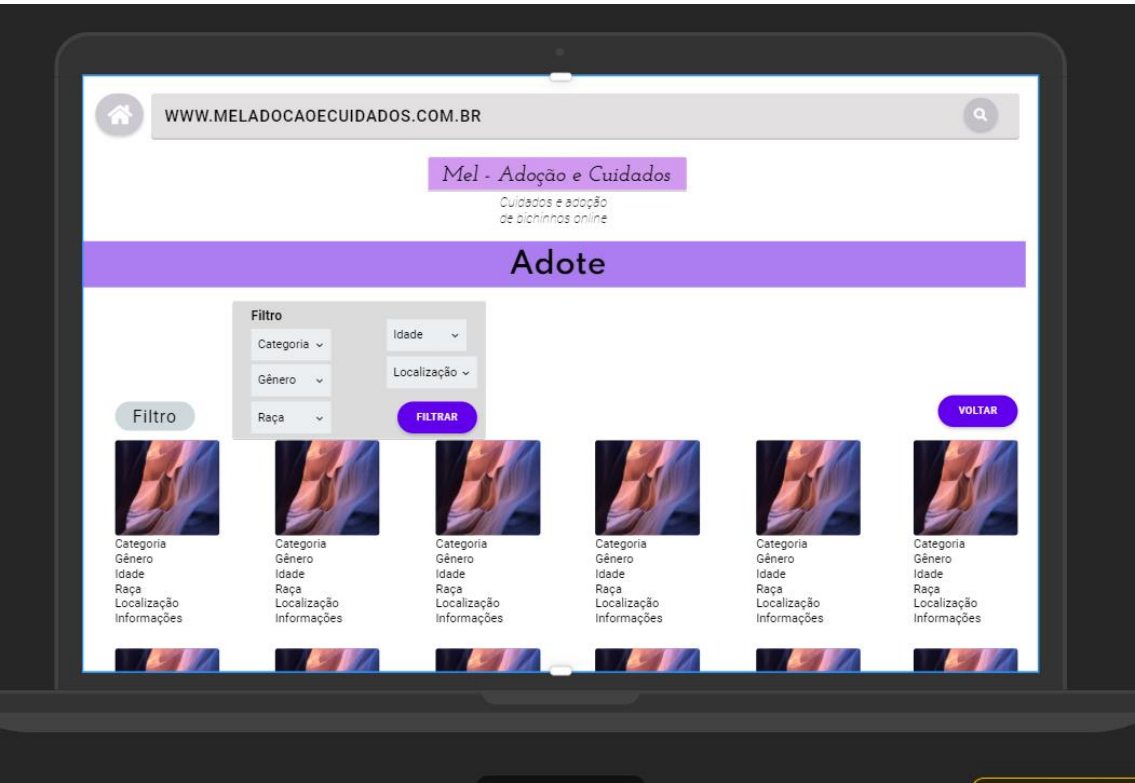 WWW.MELADOCAOECUIDADOS.COM.BR
Mel - Adoção e Cuidados
Cuidados e adoção
de bichinhos online
Adote
Filtro
Categoria
Idade
Gênero
Localização
Raça
FILTRAR
Filtro
VOLTAR
Categoria Categoria Categoria Categoria Categoria Categoria
Gênero Gênero Gênero Gênero Gênero Gênero
Idade Idade Idade Idade Idade Idade
Raça Raça Raça Raça Raça Raça
Localização Localização Localização Localização Localização Localização
Informações Informações Informações Informações Informações Informações